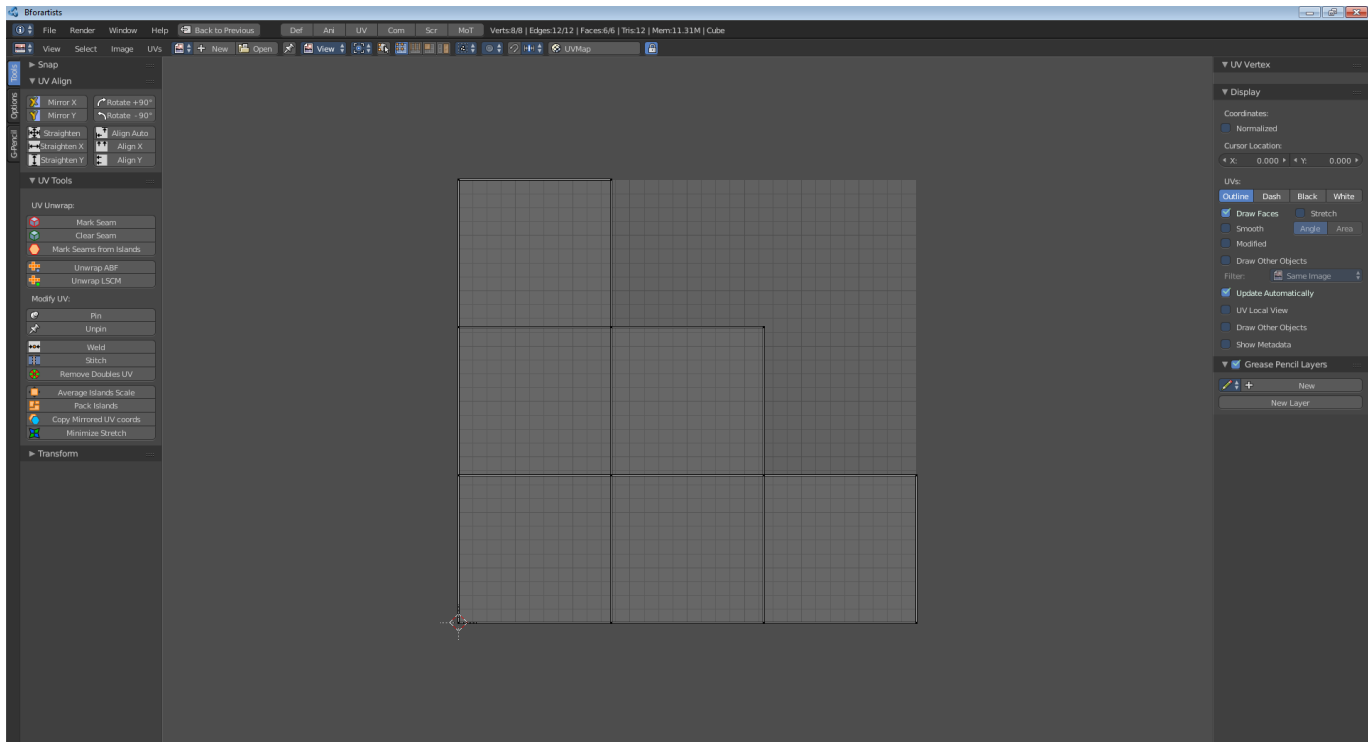 Bforartists
File Render Window Help Back to Previous Def Ani UV Com Scr MoT Verts:8/8 | Edges:12/12 | Faces:6/6 | Tris:12 | Mem:11.31M | Cube
View Select Image UVs New Open View UVMap
Tools
Options
G-Pencil
Snap
UV Align
Mirror X Rotate +90°
Mirror Y Rotate - 90°
Straighten Align Auto
Straighten X Align X
Straighten Y Align Y
UV Tools
UV Unwrap:
Mark Seam
Clear Seam
Mark Seams from Islands
Unwrap ABF
Unwrap LSCM
Modify UV:
Pin
Unpin
Weld
Stitch
Remove Doubles UV
Average Islands Scale
Pack Islands
Copy Mirrored UV coords
Minimize Stretch
Transform
UV Vertex
Display
Coordinates:
Normalized
Cursor Location:
X: 0.000 Y: 0.000
UVs:
Outline Dash Black White
Draw Faces Stretch
Smooth Angle Area
Modified
Draw Other Objects
Filter: Same Image
Update Automatically
UV Local View
Draw Other Objects
Show Metadata
Grease Pencil Layers
New
New Layer